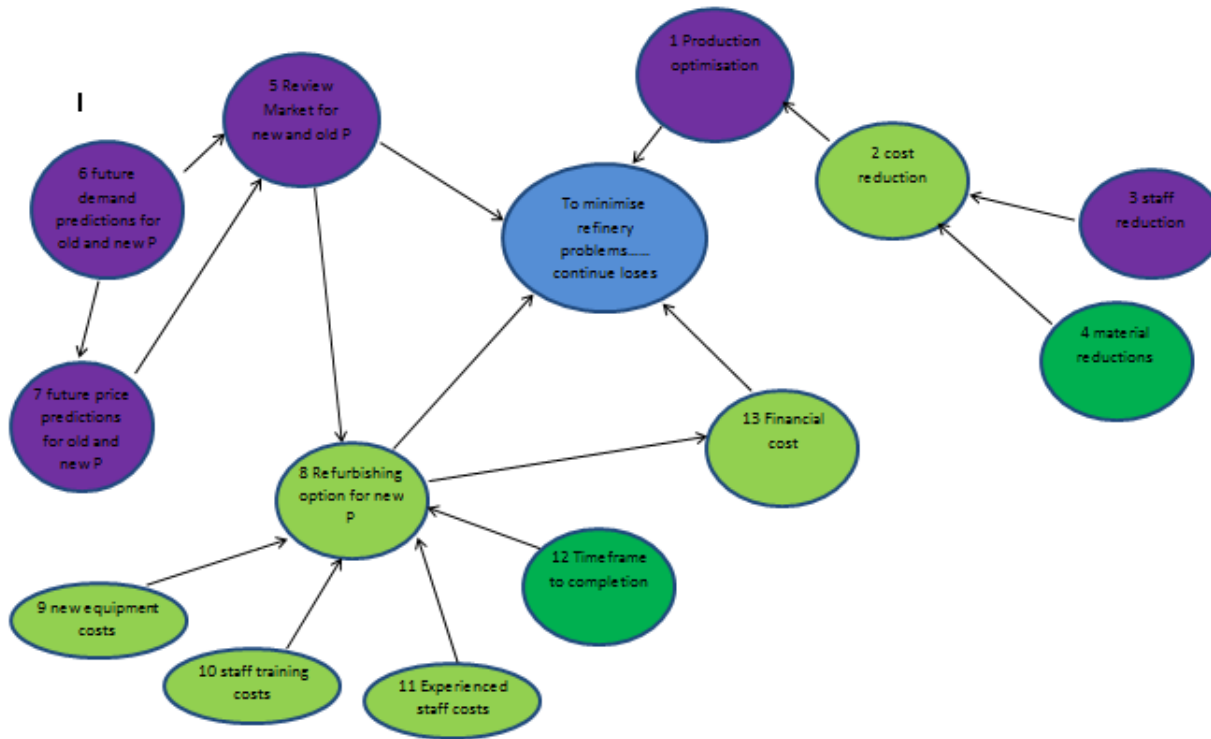 I
1 Production
optimisation
5 Review
Market for
new and old P
2 cost
reduction
6 future
demand
predictions for
old and new P
3 staff
reduction
To minimise
refinery
problems.....
continue loses
4 material
reductions
7 future price
predictions
for old and
new P
13 Financial
cost
8 Refurbishing
option for new
P
12 Timeframe
to completion
9 new equipment
costs
10 staff training
costs
11 Experienced
staff costs